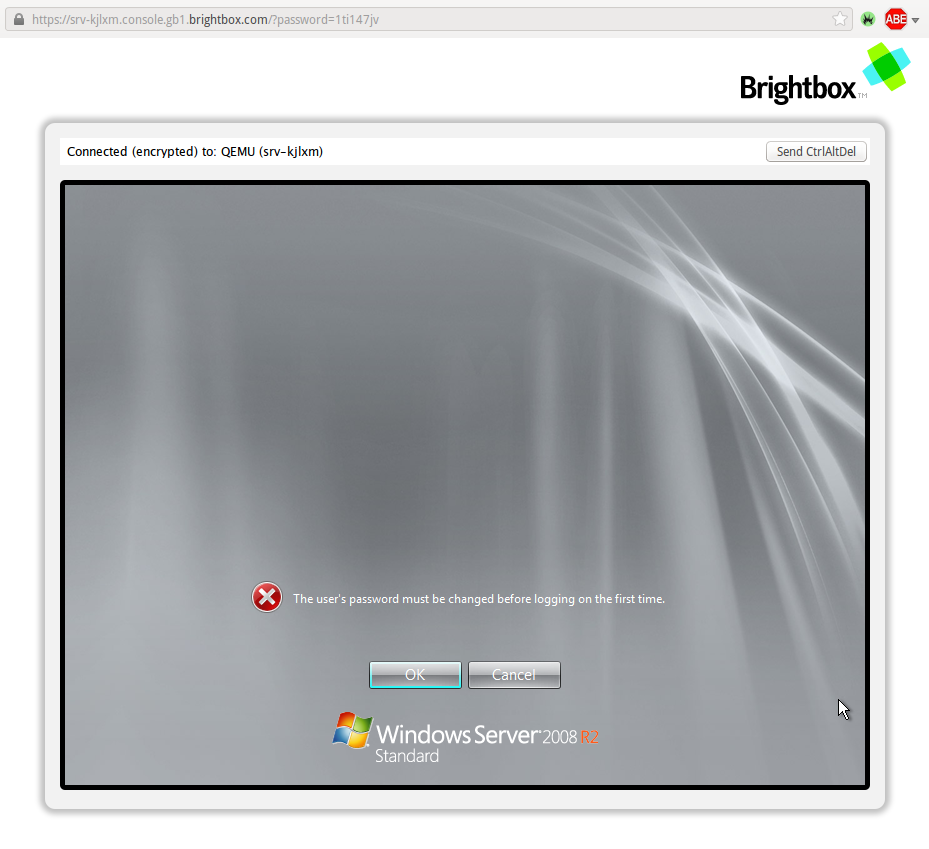 https://srv-kjlxm.console.gb1.brightbox.com/?password=1ti147jv
ABE
Brightbox™
Connected (encrypted) to: QEMU (srv-kjlxm)
Send CtrlAltDel
The user's password must be changed before logging on the first time.
OK
Cancel
Windows Server 2008 R2
Standard